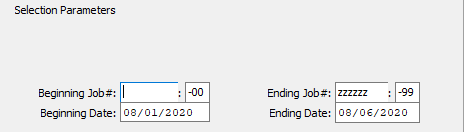 Selection Parameters
Beginning Job#: : -00 Ending Job#: zzzzzz : -99
Beginning Date: 08/01/2020 Ending Date: 08/06/2020